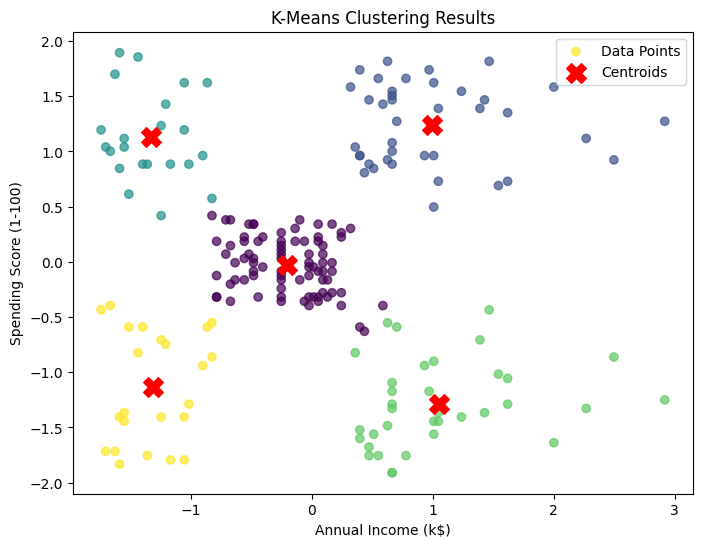 K-Means Clustering Results
Data Points
Centroids
Spending Score (1-100)
2.0
1.5
1.0
0.5
0.0
−0.5
−1.0
−1.5
−2.0
−1
0
1
2
3
Annual Income (k$)